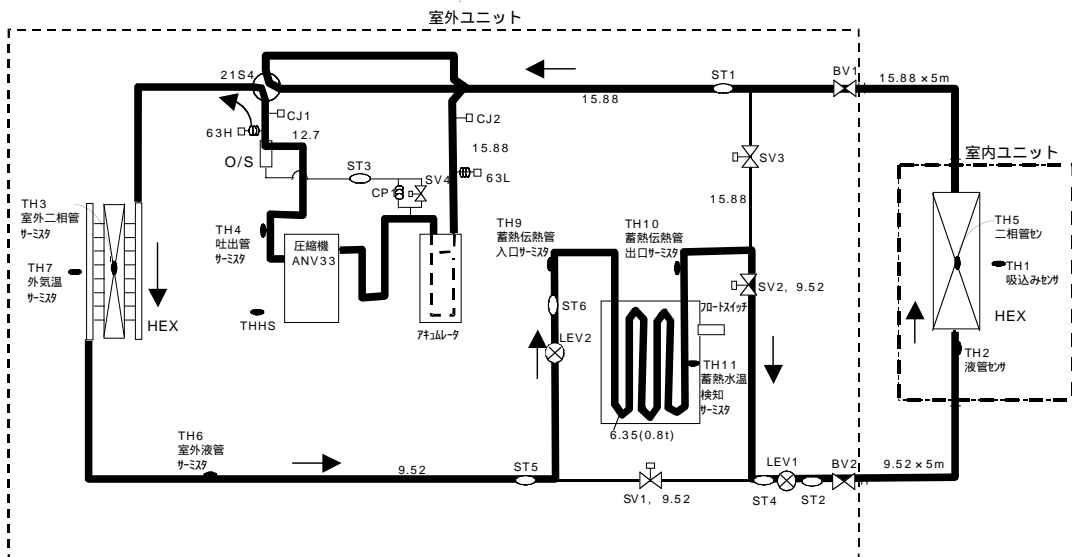 室外ユニット
21S4
ST1
BV1
15.88×5m
15.88
CJ1
CJ2
63H
12.7
15.88
O/S
ST3
SV3
室内ユニット
CP1
SV4
63L
15.88
TH3
室外二相管
サーミスタ
TH4
吐出管
サーミスタ
圧縮機
ANV33
TH9
蓄熱伝熱管
入口サーミスタ
TH10
蓄熱伝熱管
出口サーミスタ
TH5
二相管セン
TH7
外気温
サーミスタ
TH1
吸込みセンサ
SV2, 9.52
ST6
フロートスイッチ
THHS
HEX
アキュムレータ
LEV2
HEX
TH11
蓄熱水温
検知
サーミスタ
TH2
液管センサ
6.35(0.8t)
TH6
室外液管
サーミスタ
9.52
ST5
LEV1
BV2
9.52×5m
SV1, 9.52
ST4
ST2